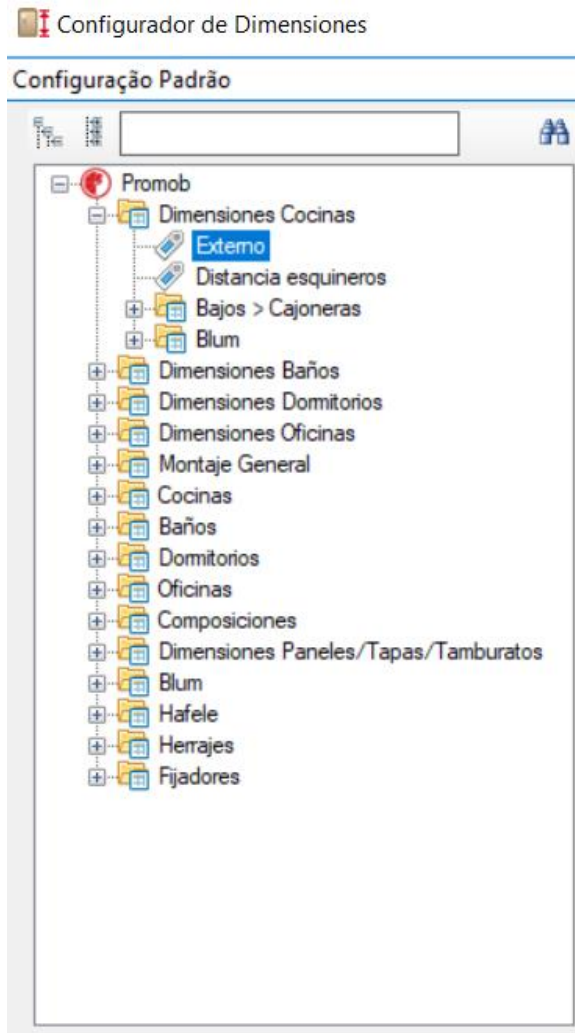 Configurador de Dimensiones
Configuração Padrão
Promob
Dimensiones Cocinas
Externo
Distancia esquineros
Bajos > Cajoneras
Blum
Dimensiones Baños
Dimensiones Dormitorios
Dimensiones Oficinas
Montaje General
Cocinas
Baños
Dormitorios
Oficinas
Composiciones
Dimensiones Paneles/Tapas/Tamburatos
Blum
Hafele
Herrajes
Fijadores